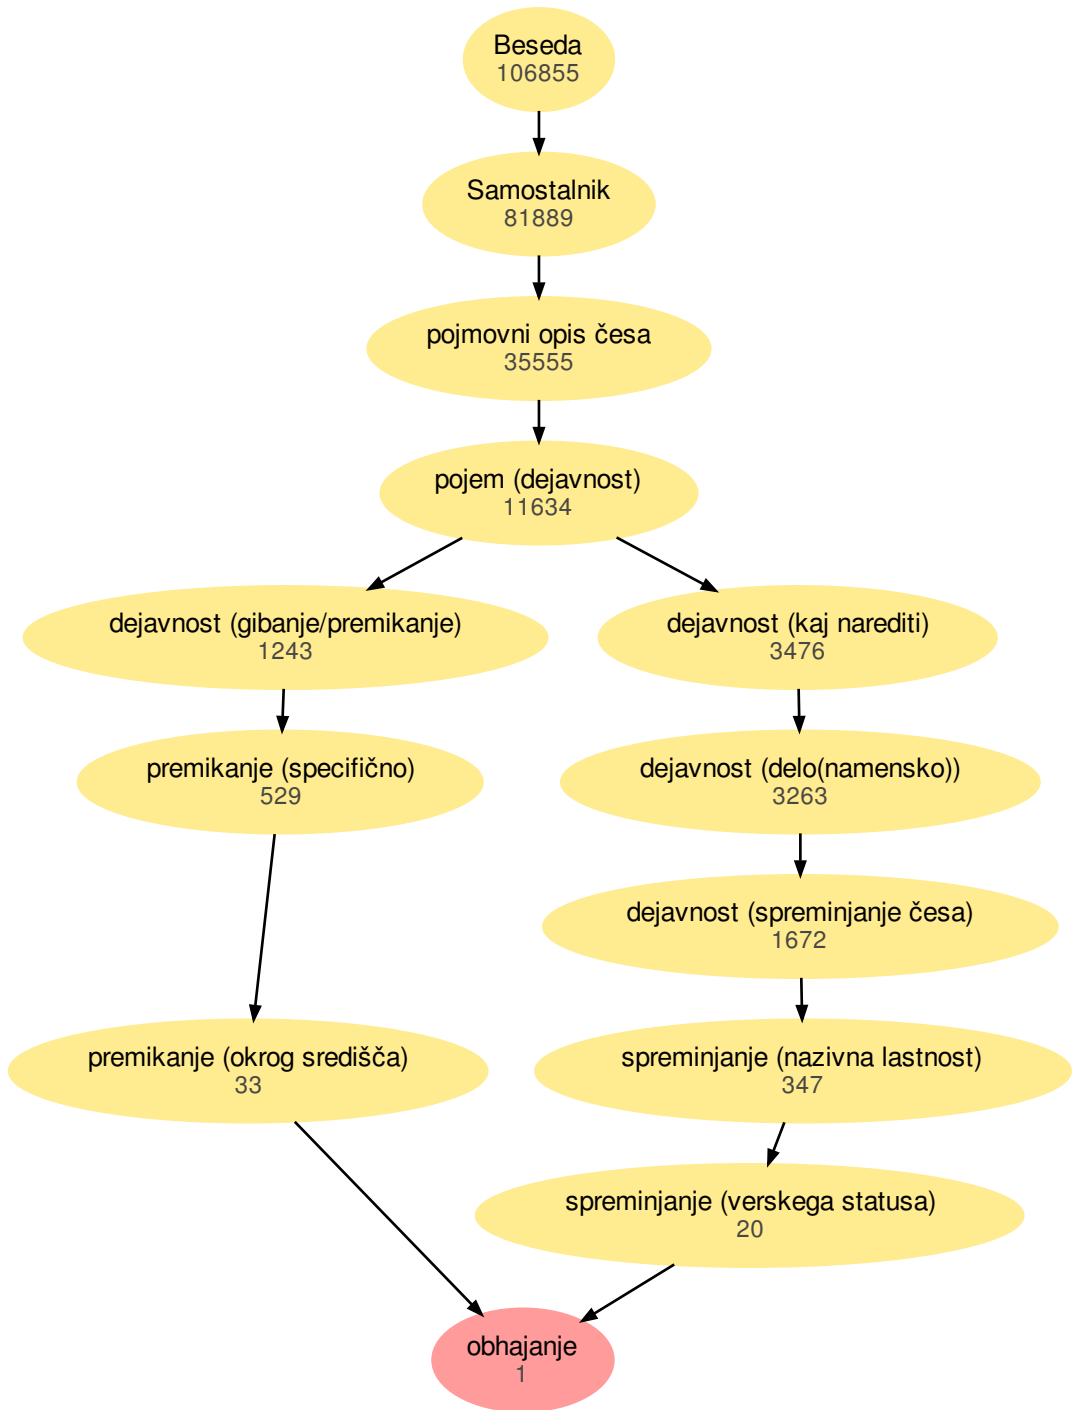 Beseda
106855
Samostalnik
81889
pojmovni opis česa
35555
pojem (dejavnost)
11634
dejavnost (gibanje/premikanje)
1243
dejavnost (kaj narediti)
3476
premikanje (specifično)
529
dejavnost (delo(namensko))
3263
dejavnost (spreminjanje česa)
1672
premikanje (okrog središča)
33
spreminjanje (nazivna lastnost)
347
spreminjanje (verskega statusa)
20
obhajanje
1